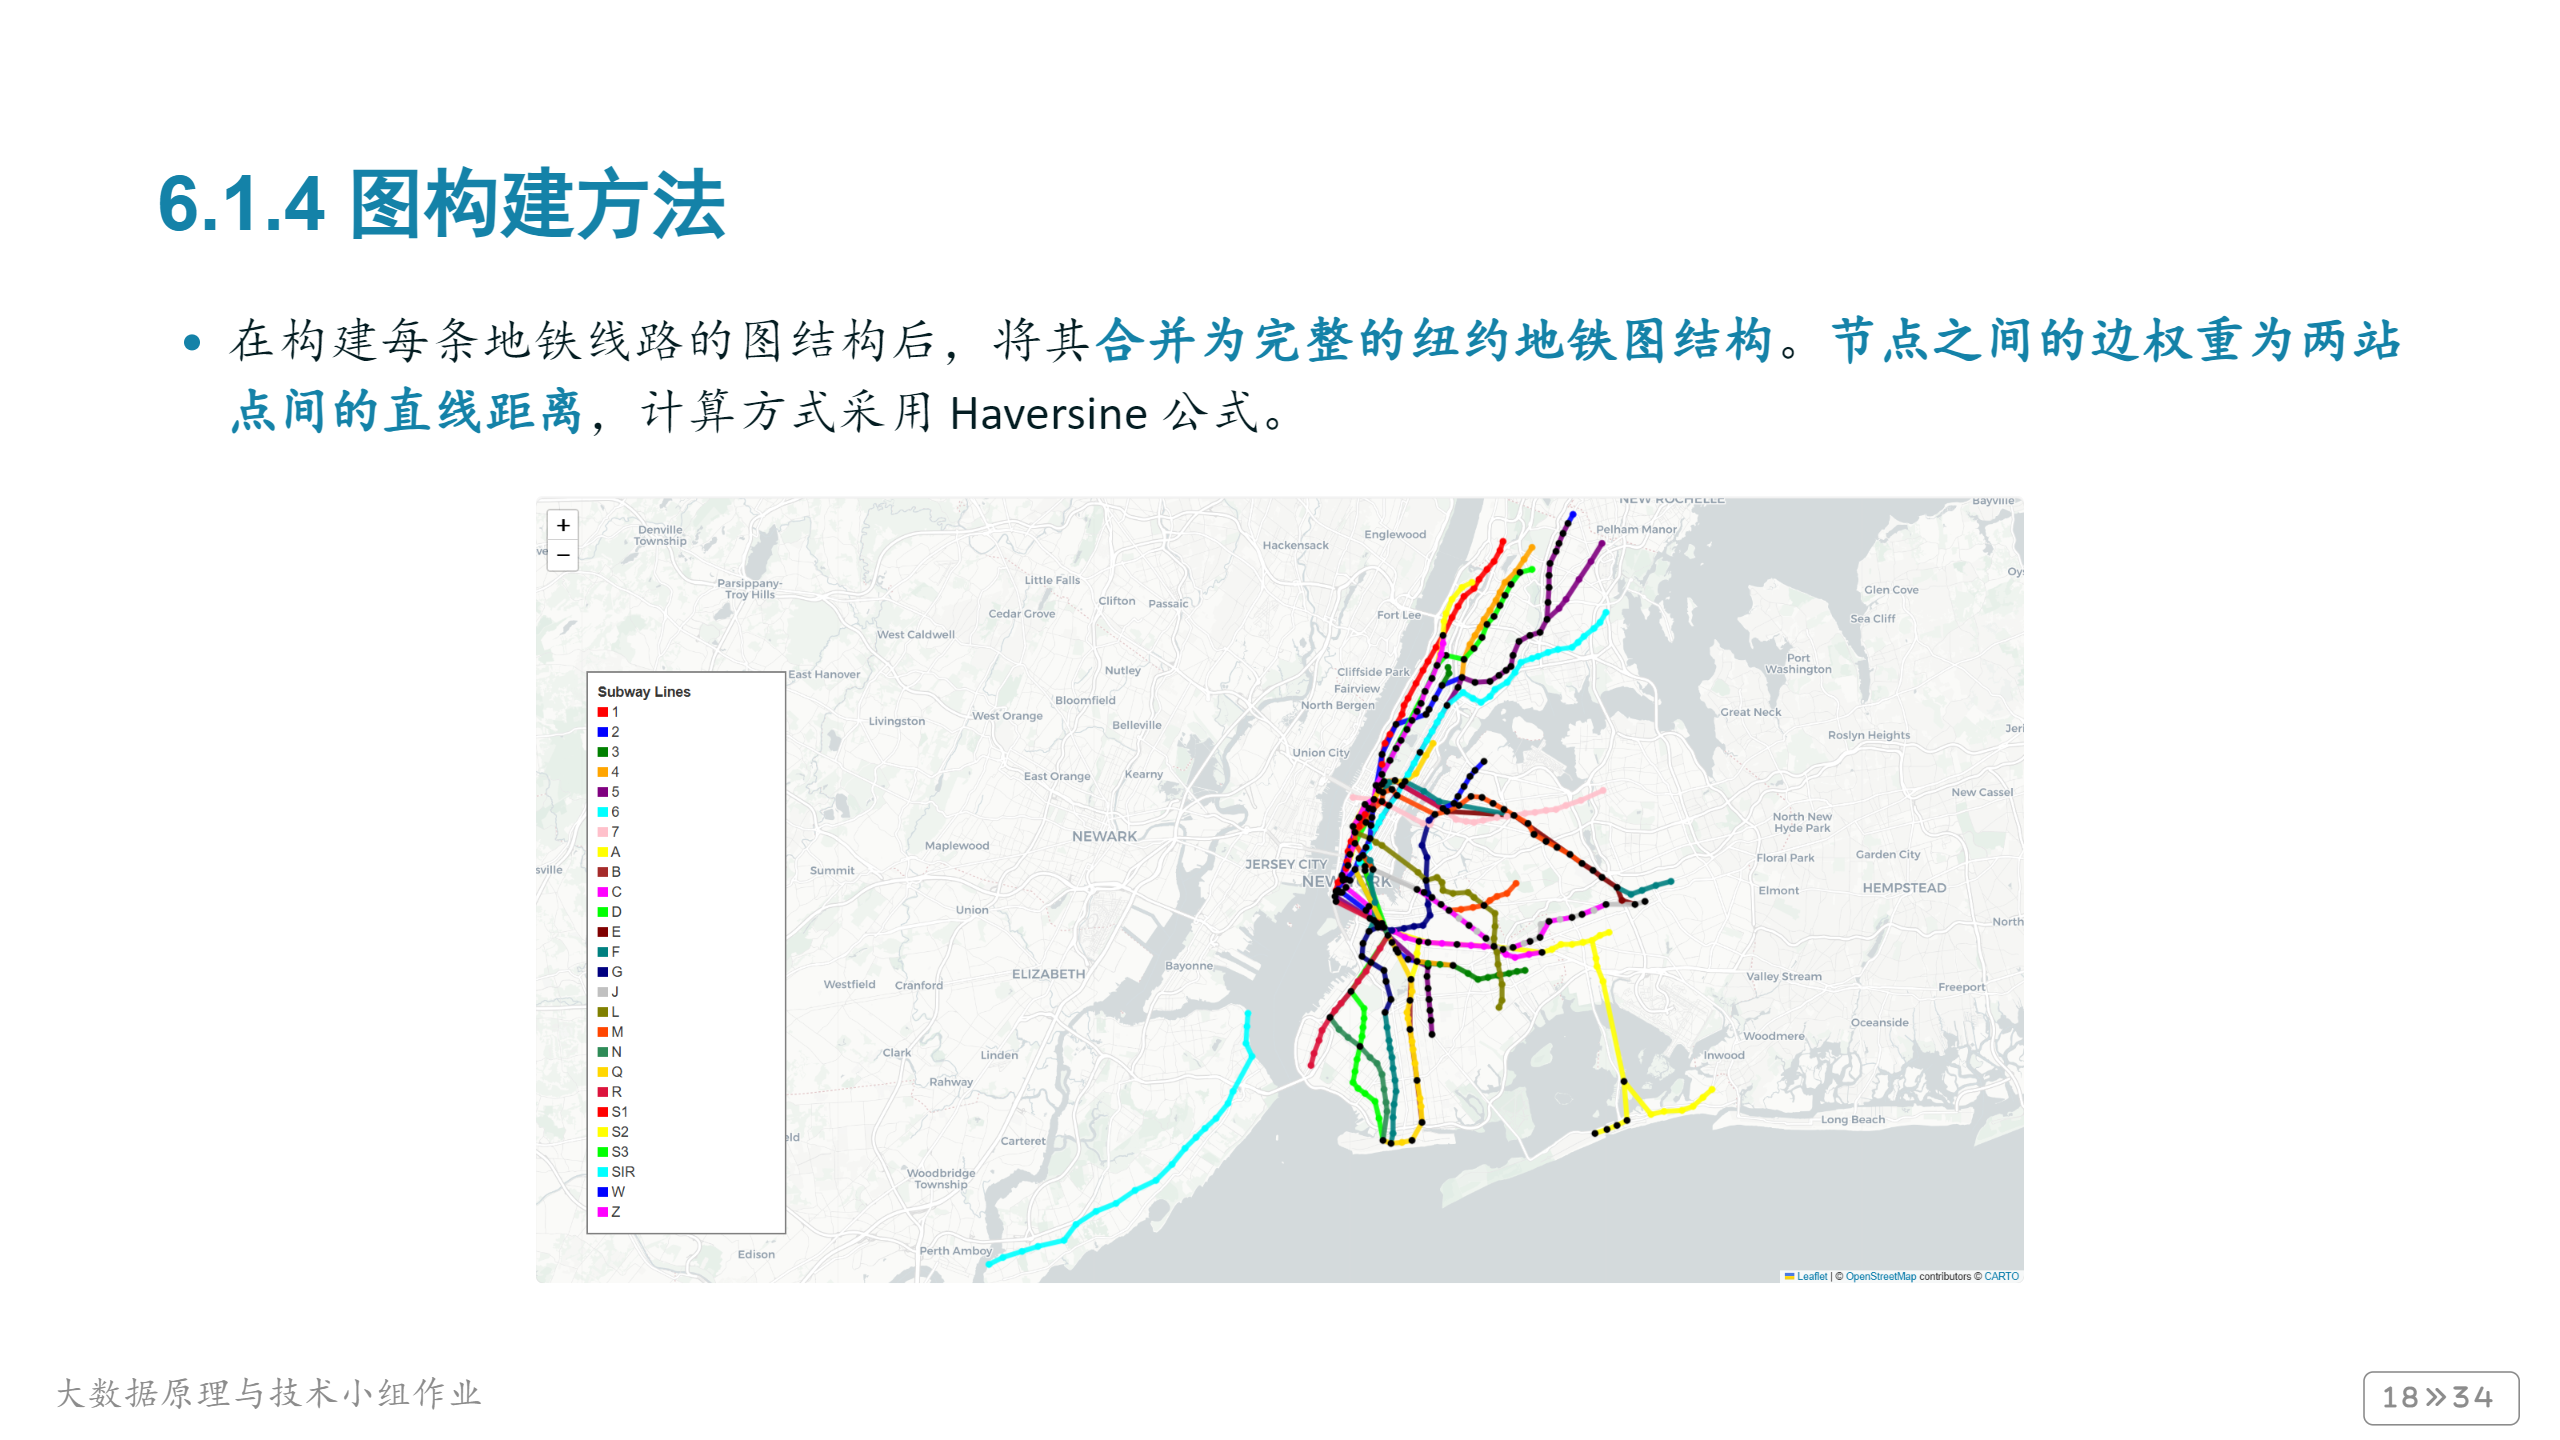 6.1.4 图构建方法
• 在构建每条地铁线路的图结构后，将其合并为完整的纽约地铁图结构。节点之间的边权重为两站
点间的直线距离，计算方式采用 Haversine 公式。
+
−
NEW ROCHELLE
Bayville
Denville
Township
Englewood
Pelham Manor
Hackensack
Parsippany-
Troy Hills
Little Falls
Clifton
Passaic
Cedar Grove
Fort Lee
Glen Cove
Sea Cliff
West Caldwell
East Hanover
Nutley
Cliffside Park
Fairview
North Bergen
Port
Washington
Bloomfield
Livingston
West Orange
Belleville
Great Neck
Roslyn Heights
Jeri
Union City
East Orange
Kearny
New Cassel
NEWARK
North New
Hyde Park
Maplewood
Summit
JERSEY CITY
Floral Park
Garden City
sville
Elmont
HEMPSTEAD
Union
North
ELIZABETH
Bayonne
Westfield
Cranford
Valley Stream
Freeport
Oceanside
Woodmere
Inwood
Clark
Linden
Rahway
Long Beach
eld
Carteret
Woodbridge
Township
Edison
Perth Amboy
Subway Lines
1
2
3
4
5
6
7
A
B
C
D
E
F
G
J
L
M
N
Q
R
S1
S2
S3
SIR
W
Z
Leaflet | © OpenStreetMap contributors © CARTO
大数据原理与技术小组作业
18»34